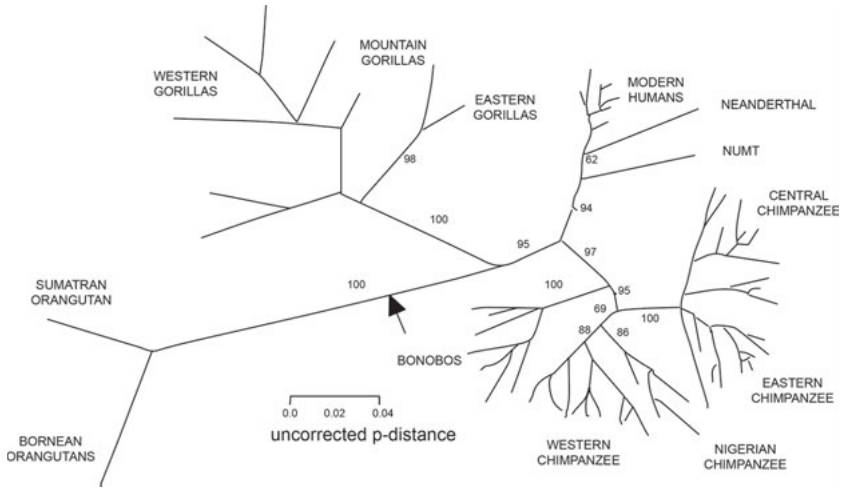 MOUNTAIN
GORILLAS
WESTERN
GORILLAS
EASTERN
GORILLAS
MODERN
HUMANS
NEANDERTHAL
98
62
NUMT
CENTRAL
CHIMPANZEE
94
100
95
97
SUMATRAN
ORANGUTAN
100
100
95
69
100
88
86
BONOBOS
EASTERN
CHIMPANZEE
0.0
0.02
0.04
uncorrected p-distance
BORNEAN
ORANGUTANS
WESTERN
CHIMPANZEE
NIGERIAN
CHIMPANZEE